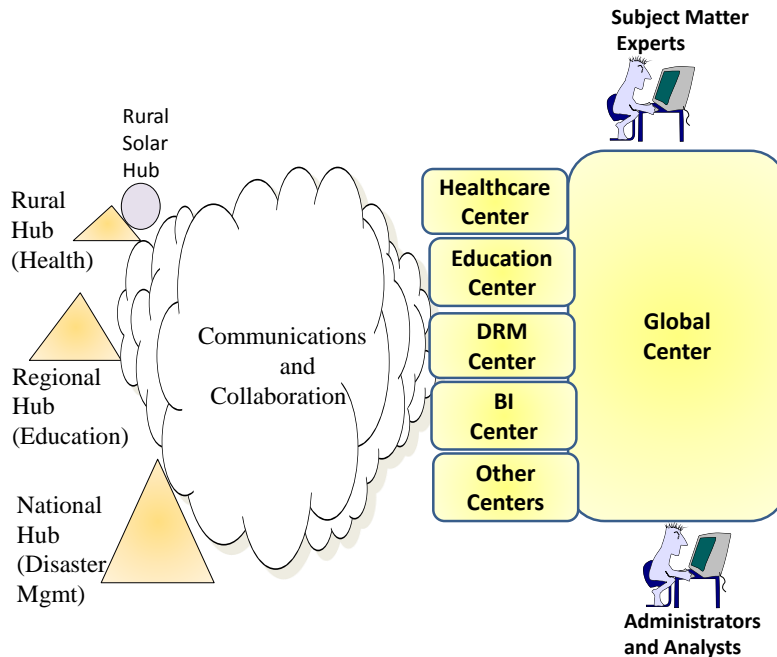 Subject Matter
Experts
Rural
Solar
Hub
Rural
Hub
(Health)
Regional
Hub
(Education)
National
Hub
(Disaster
Mgmt)
Communications
and
Collaboration
Healthcare
Center
Education
Center
DRM
Center
BI
Center
Other
Centers
Global
Center
Administrators
and Analysts